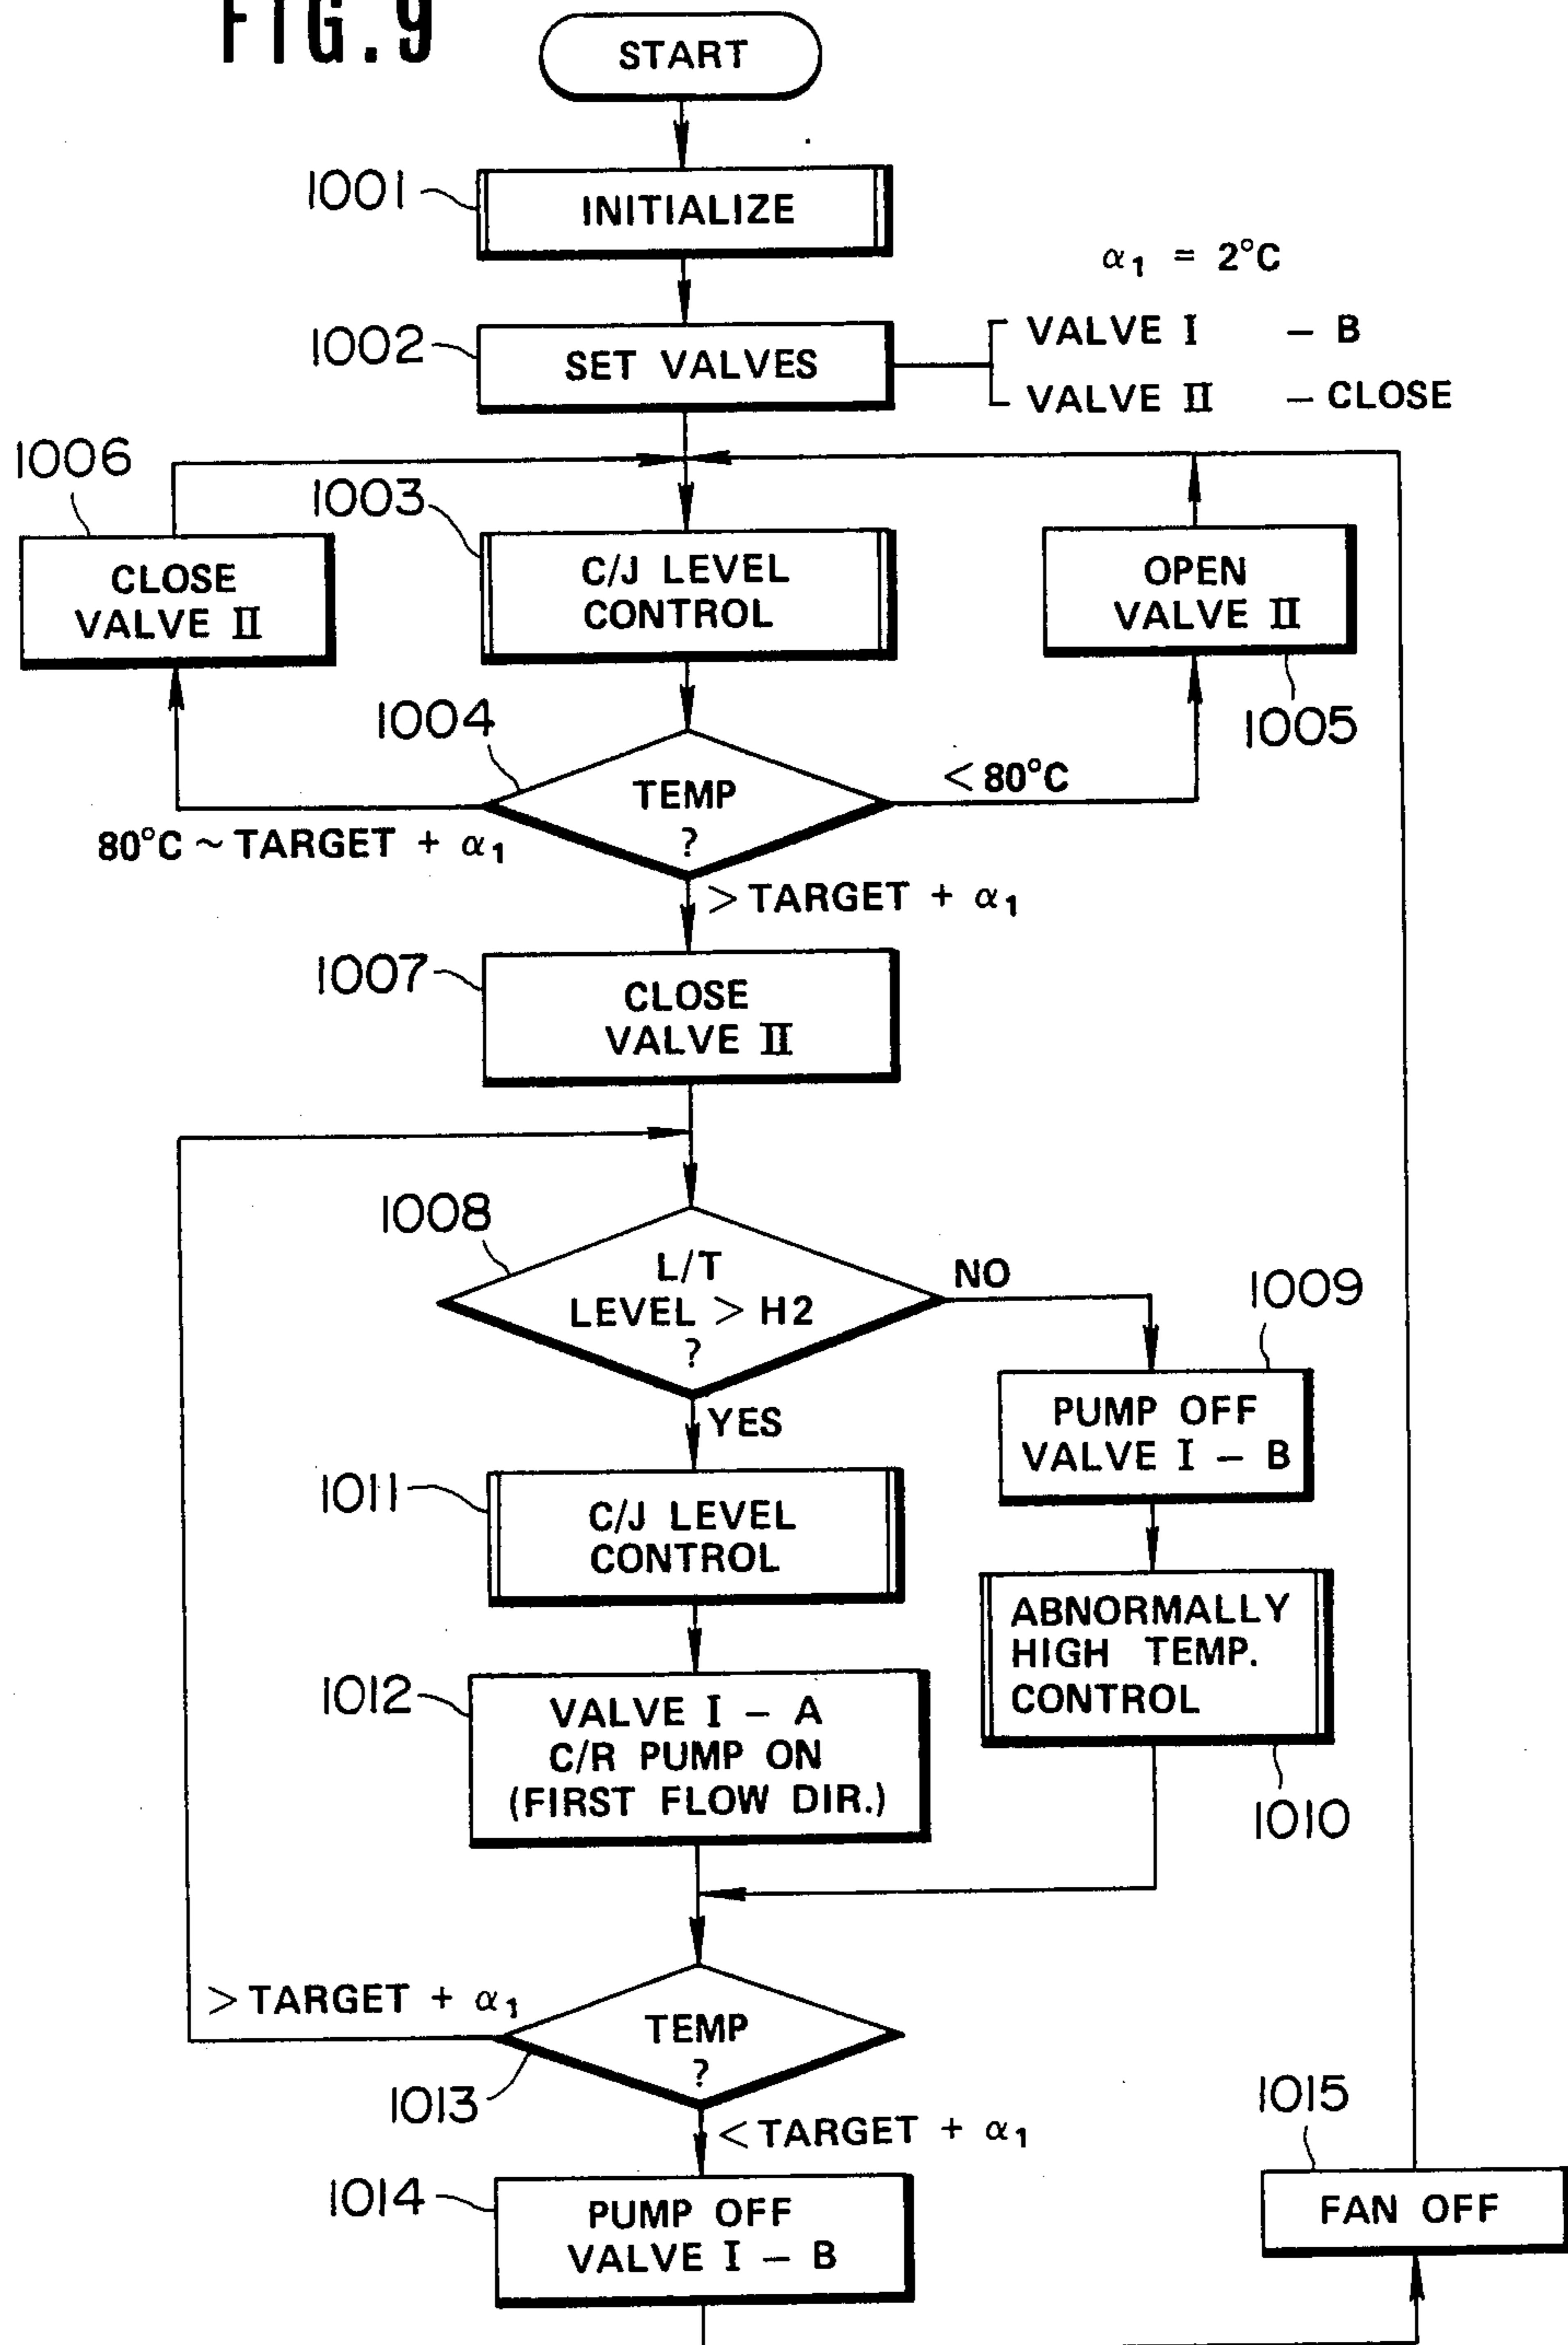 FIG.9
START
1001
INITIALIZE
α1 = 2°C
1002
SET VALVES
VALVE I – B
VALVE II – CLOSE
1006
1003
CLOSE
VALVE II
C/J LEVEL
CONTROL
OPEN
VALVE II
1005
1004
TEMP
?
< 80°C
80°C ~ TARGET + α1
> TARGET + α1
1007
CLOSE
VALVE II
1008
L/T
LEVEL > H2
?
NO
1009
YES
PUMP OFF
VALVE I – B
1011
C/J LEVEL
CONTROL
ABNORMALLY
HIGH TEMP.
CONTROL
1010
1012
VALVE I – A
C/R PUMP ON
(FIRST FLOW DIR.)
> TARGET + α1
TEMP
?
1013
< TARGET + α1
1015
1014
PUMP OFF
VALVE I – B
FAN OFF